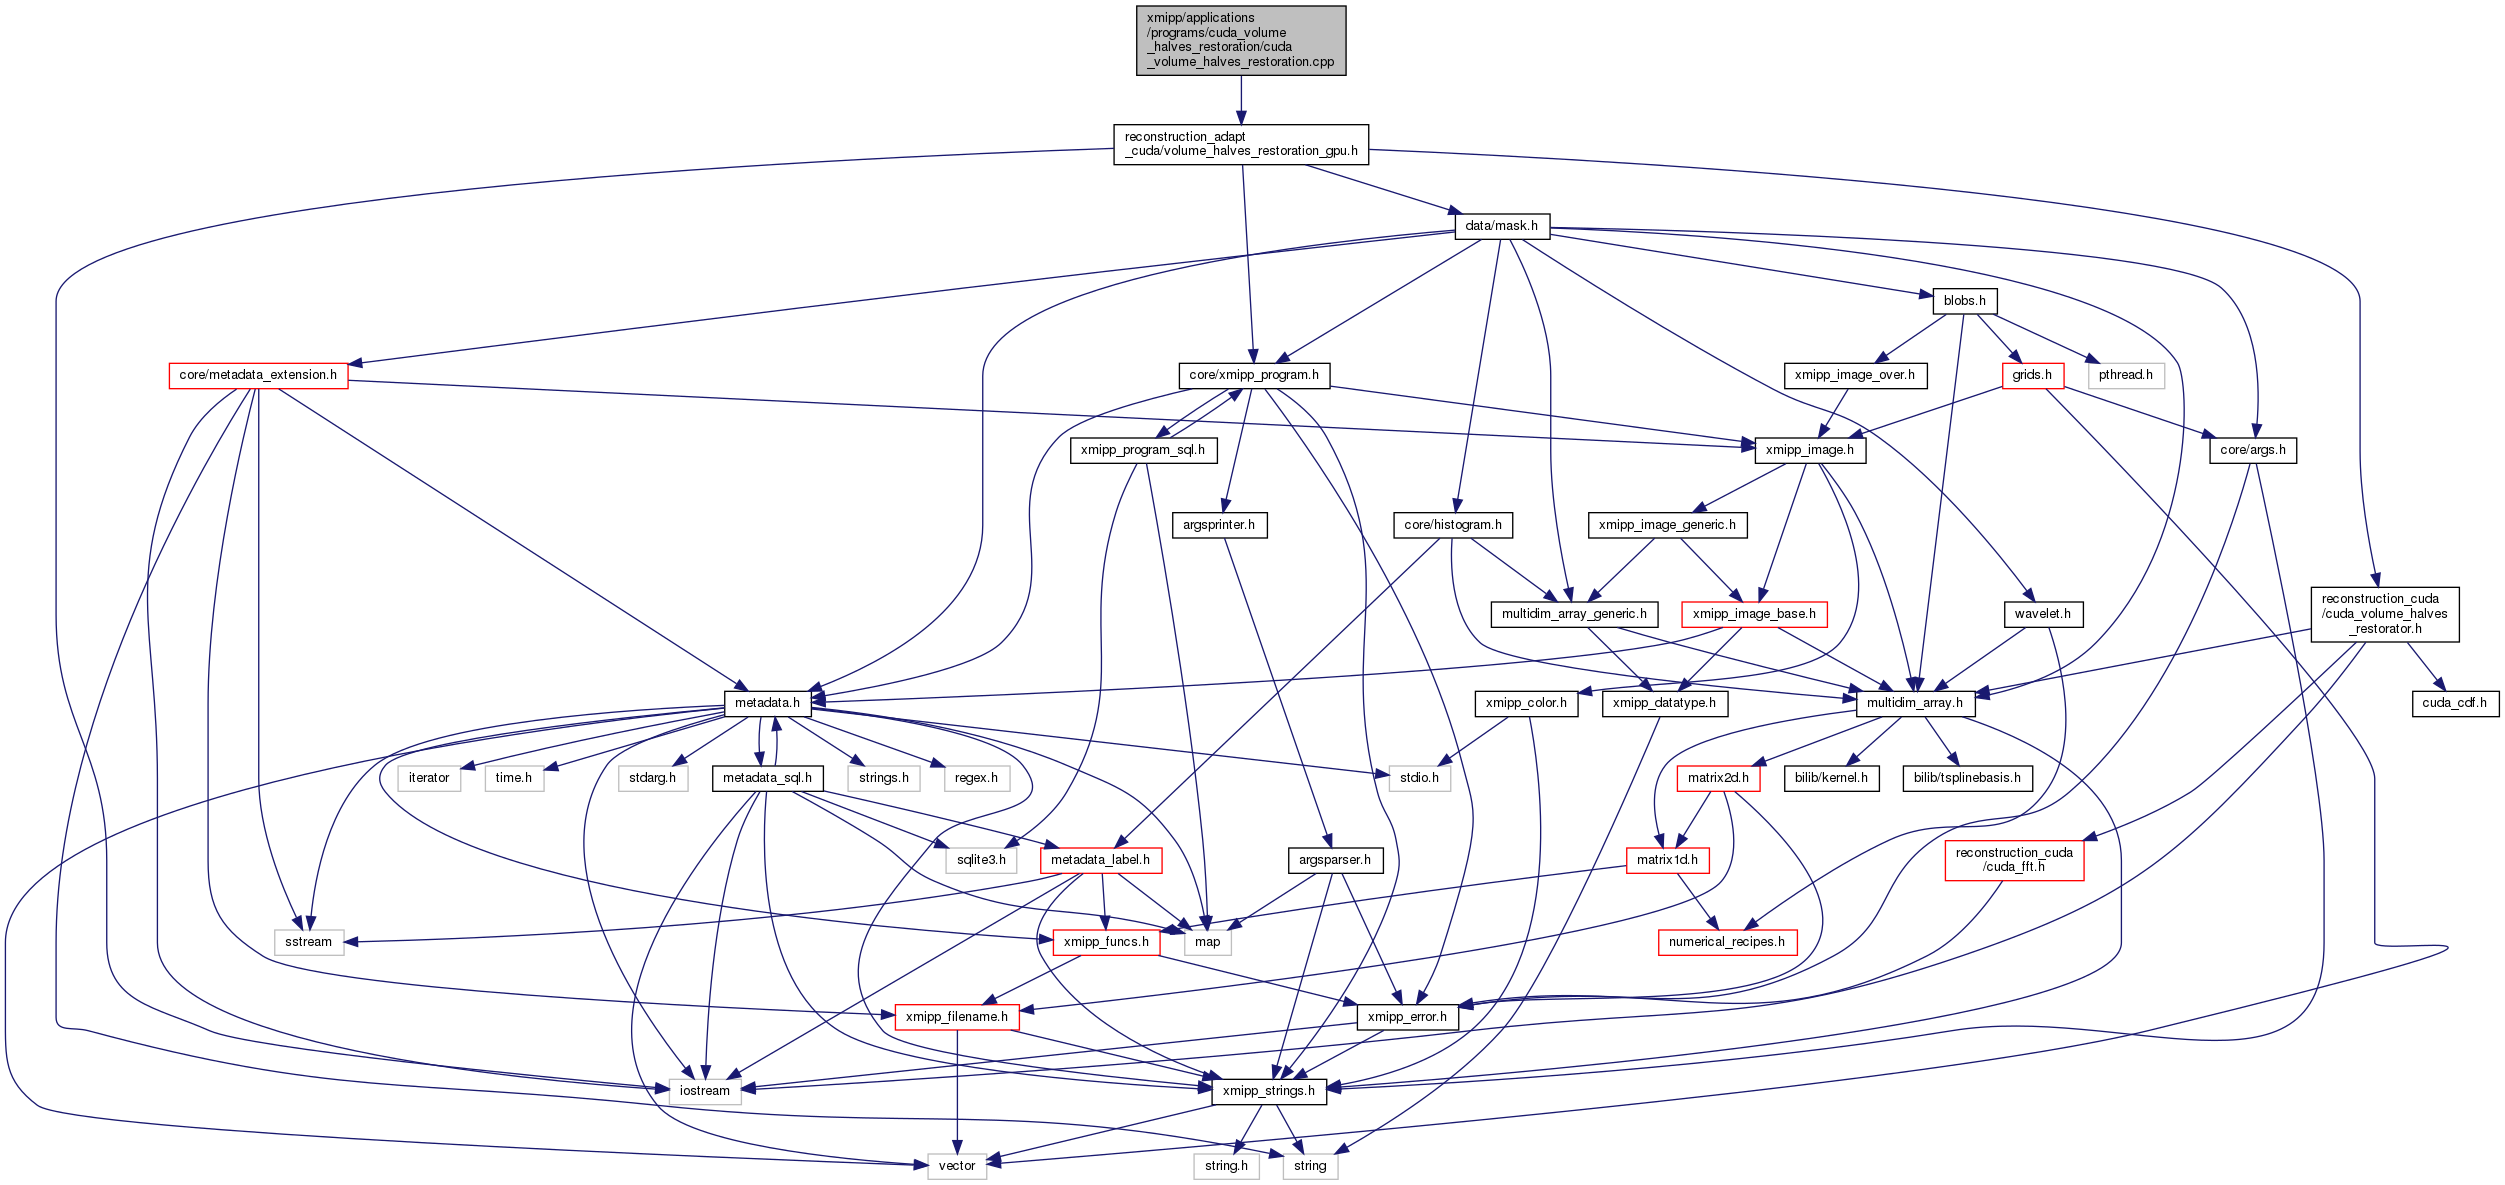 xmipp/applications
/programs/cuda_volume
_halves_restoration/cuda
_volume_halves_restoration.cpp
reconstruction_adapt
_cuda/volume_halves_restoration_gpu.h
data/mask.h
blobs.h
core/metadata_extension.h
core/xmipp_program.h
xmipp_image_over.h
grids.h
pthread.h
xmipp_program_sql.h
xmipp_image.h
core/args.h
argsprinter.h
core/histogram.h
xmipp_image_generic.h
multidim_array_generic.h
xmipp_image_base.h
wavelet.h
reconstruction_cuda
/cuda_volume_halves
_restorator.h
metadata.h
xmipp_color.h
xmipp_datatype.h
multidim_array.h
cuda_cdf.h
iterator
time.h
stdarg.h
metadata_sql.h
strings.h
regex.h
stdio.h
matrix2d.h
bilib/kernel.h
bilib/tsplinebasis.h
sqlite3.h
metadata_label.h
argsparser.h
matrix1d.h
reconstruction_cuda
/cuda_fft.h
sstream
xmipp_funcs.h
map
numerical_recipes.h
xmipp_filename.h
xmipp_error.h
iostream
xmipp_strings.h
vector
string.h
string